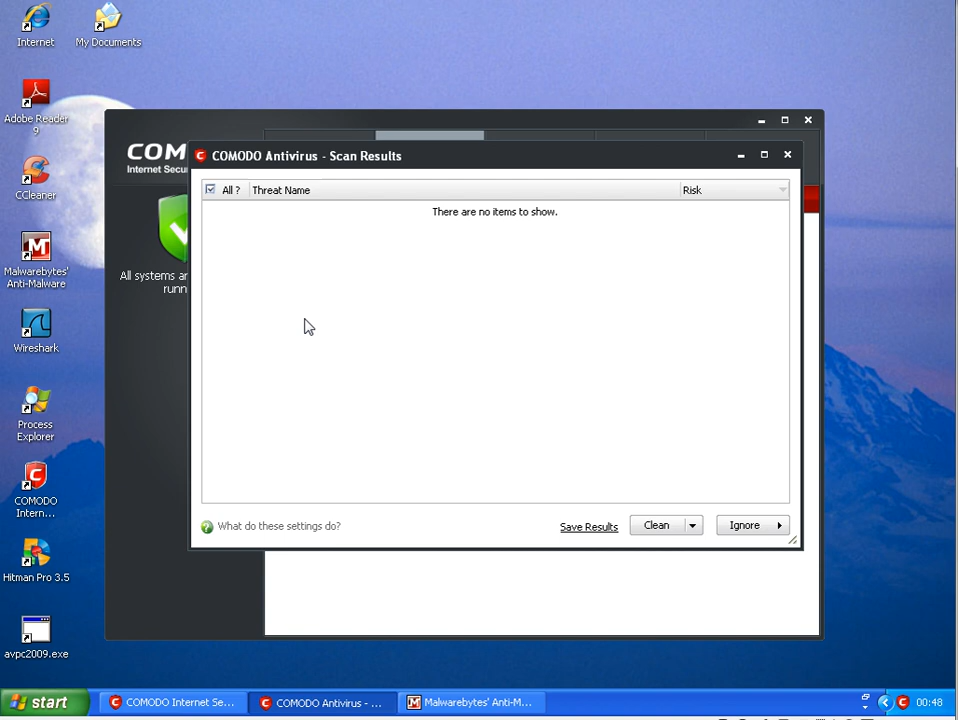 Internet
My Documents
Adobe Reader
9
CCleaner
Malwarebytes'
Anti-Malware
Wireshark
Process
Explorer
COMODO
Intern...
Hitman Pro 3.5
avpc2009.exe
COM
Internet Secu
All systems ar
runn
COMODO Antivirus - Scan Results
All ?
Threat Name
Risk
There are no items to show.
What do these settings do?
Save Results
Clean
Ignore
start
COMODO Internet Se...
COMODO Antivirus - ...
Malwarebytes' Anti-M...
00:48